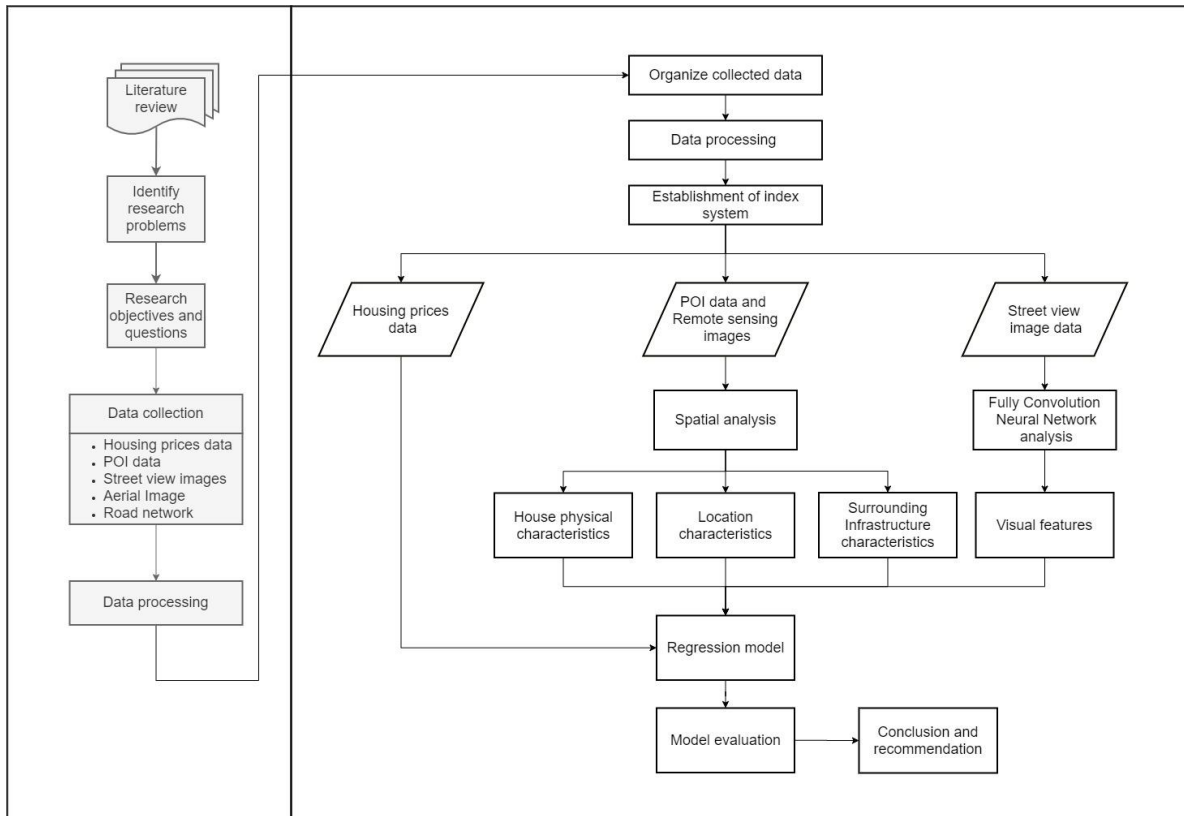 Literature
review
Identify
research
problems
Research
objectives and
questions
Data collection
• Housing prices data
• POI data
• Street view images
• Aerial Image
• Road network
Data processing
Organize collected data
Data processing
Establishment of index
system
Housing prices
data
POI data and
Remote sensing
images
Street view
image data
Spatial analysis
Fully Convolution
Neural Network
analysis
House physical
characteristics
Location
characteristics
Surrounding
Infrastructure
characteristics
Visual features
Regression model
Model evaluation
Conclusion and
recommendation